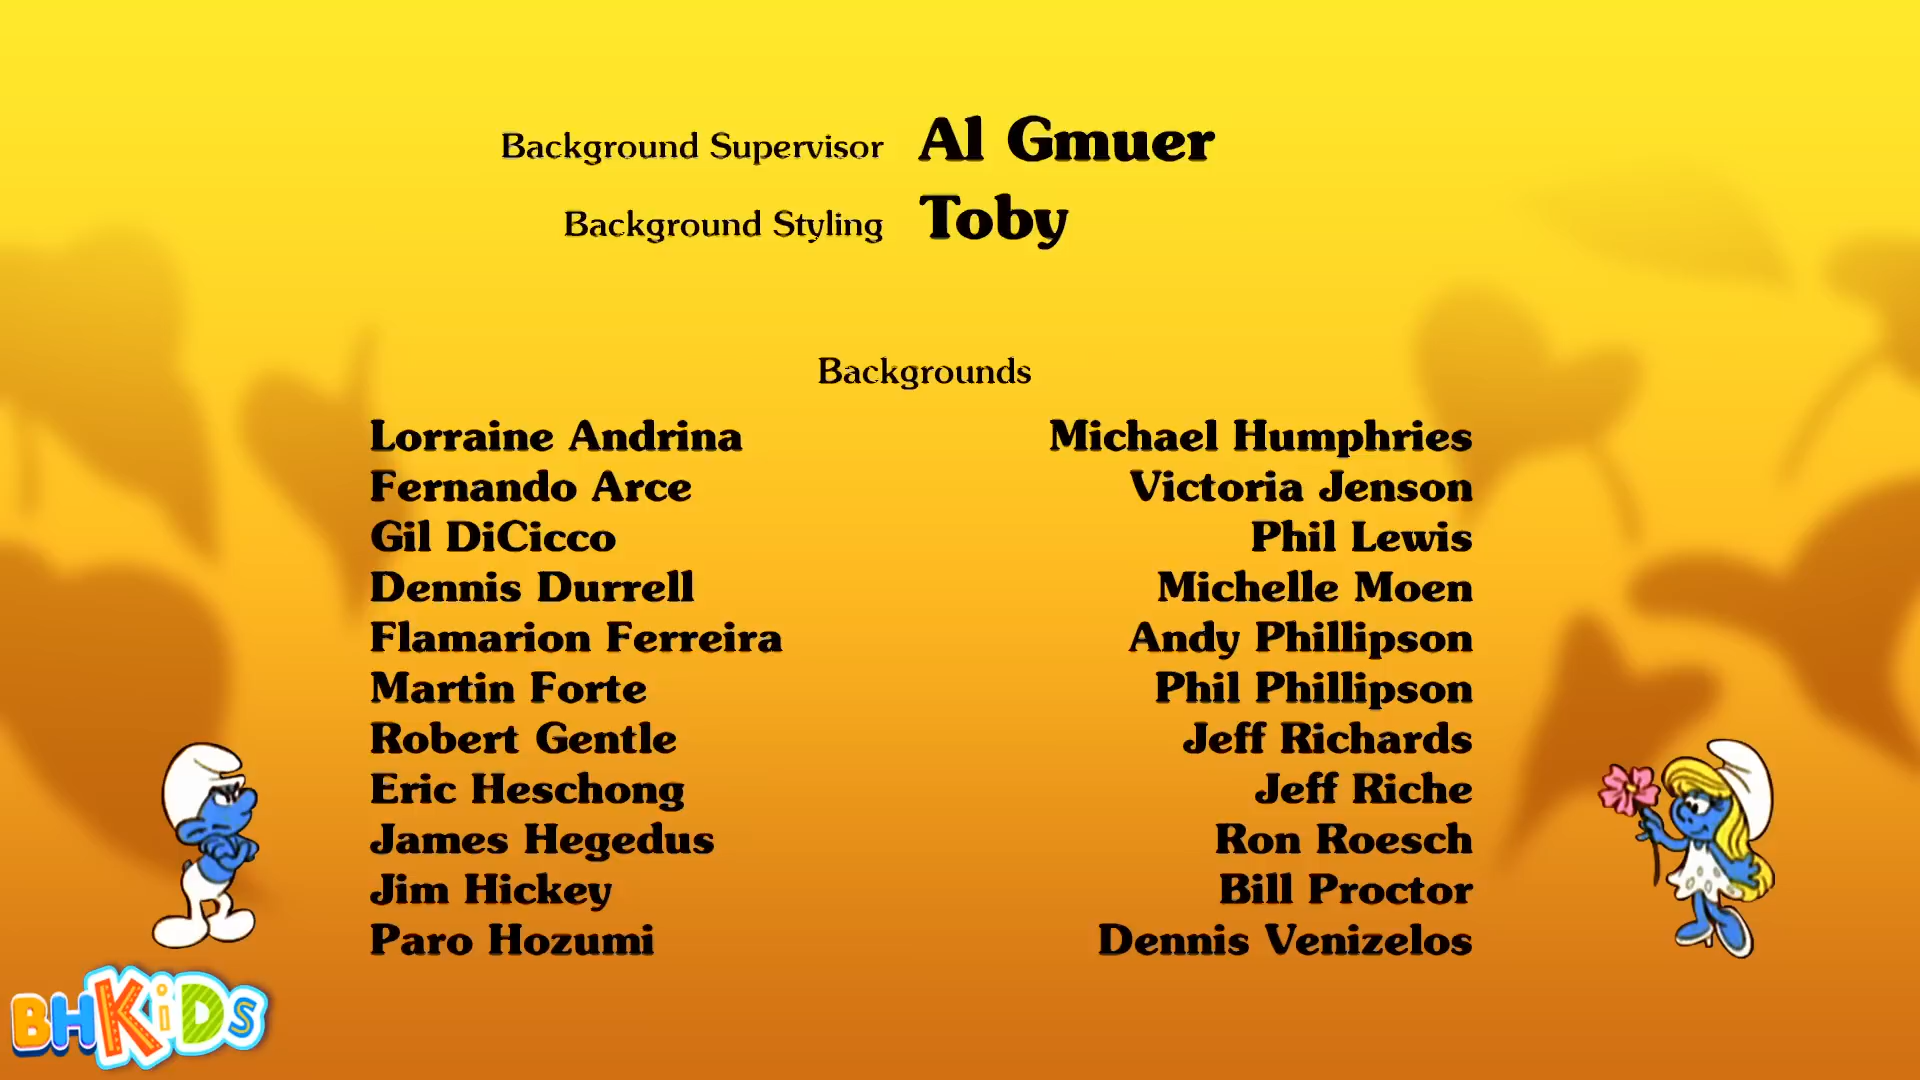 Background Supervisor Al Gmuer
Background Styling Toby
Backgrounds
Lorraine Andrina Michael Humphries
Fernando Arce Victoria Jenson
Gil DiCicco Phil Lewis
Dennis Durrell Michelle Moen
Flamarion Ferreira Andy Phillipson
Martin Forte Phil Phillipson
Robert Gentle Jeff Richards
Eric Heschong Jeff Riche
James Hegedus Ron Roesch
Jim Hickey Bill Proctor
Paro Hozumi Dennis Venizelos
BHKiDS